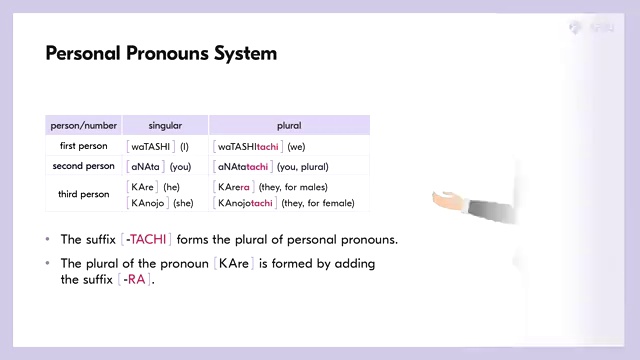 Personal Pronouns System
person/number singular plural
first person [waTASHI] (I) [waTASHItachi] (we)
second person [aNAta] (you) [aNAtatachi] (you, plural)
third person [KAre] (he) [KArera] (they, for males)
[KAnojo] (she) [KAnojotachi] (they, for female)
• The suffix [-TACHI] forms the plural of personal pronouns.
• The plural of the pronoun [KAre] is formed by adding
the suffix [-RA].